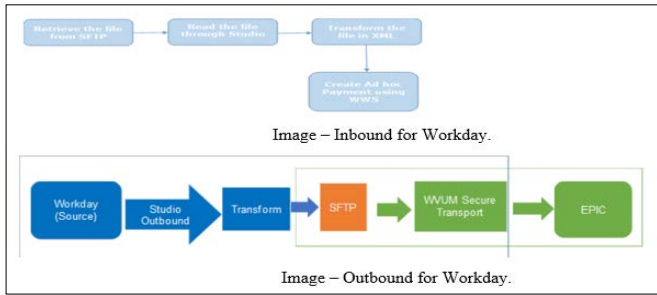 Retrieve the file
from SFTP
Read the file
through Studio
Transform the
file in XML
Create Ad hoc
Payment using
WWS
Image – Inbound for Workday.
Workday
(Source)
Studio
Outbound
Transform
SFTP
WVUM Secure
Transport
EPIC
Image – Outbound for Workday.